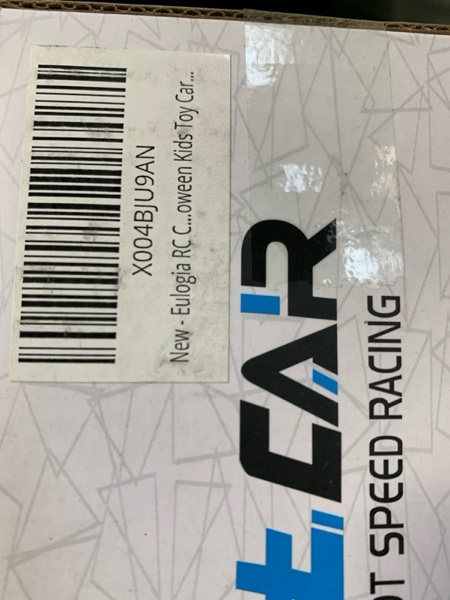 X004BJU9AN
New - Eulogia RC C...oween Kids Toy Car...
t.CAR
OT SPEED RACING